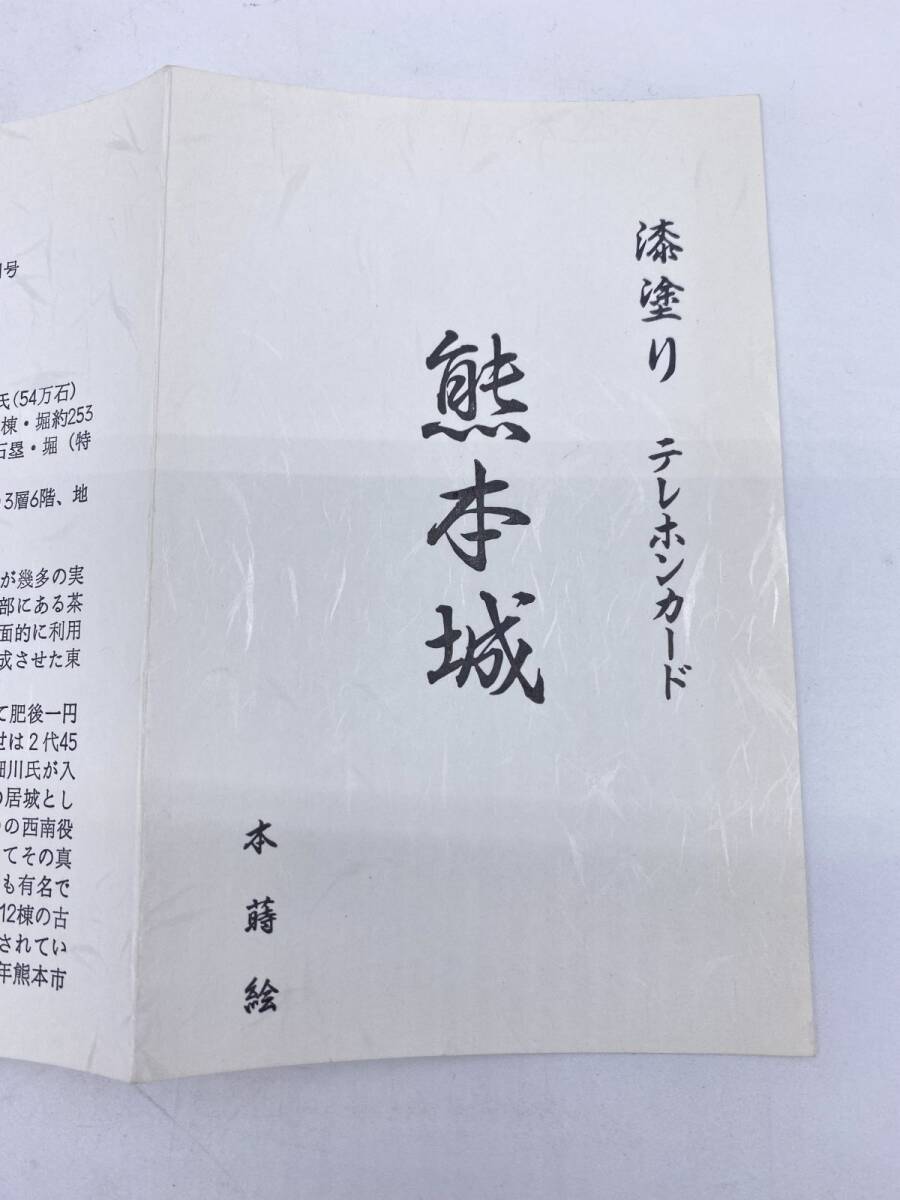 漆塗り テレホンカード
熊本城
本蒔絵
号
氏(54万石)
棟・堀約253
石塁・堀(特
3層6階、地
が幾多の実
部にある茶
面的に利用
成させた東
て肥後一円
せは2代45
細川氏が入
の居城とし
の西南役
てその真
も有名で
12棟の古
されてい
年熊本市